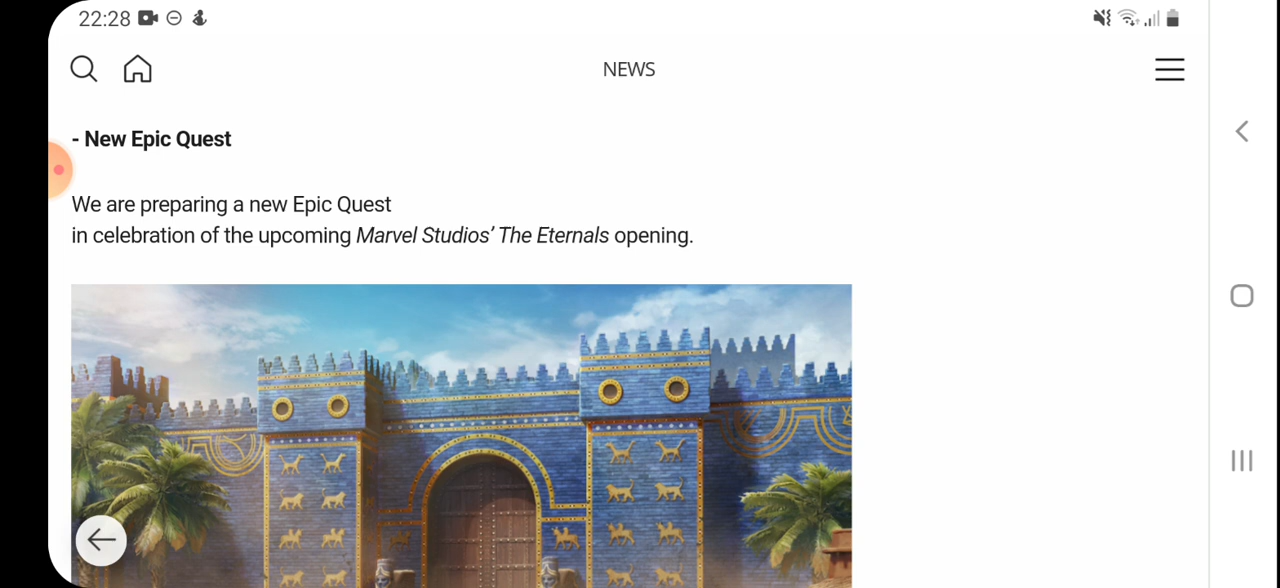 22:28
NEWS
- New Epic Quest
We are preparing a new Epic Quest
in celebration of the upcoming Marvel Studios’ The Eternals opening.